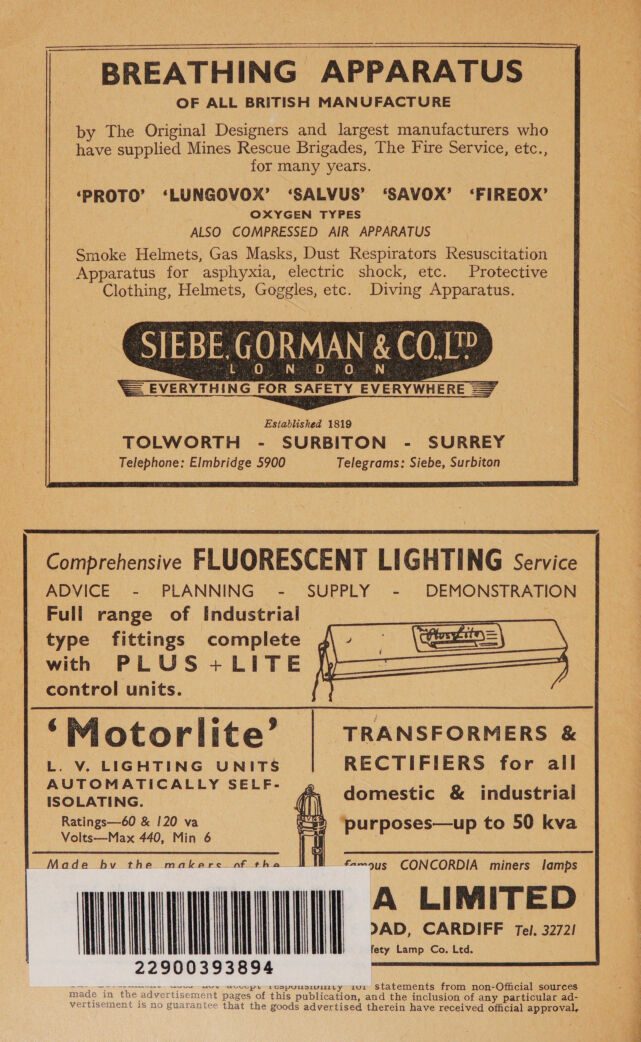 BREATHING APPARATUS
OF ALL BRITISH MANUFACTURE
by The Original Designers and largest manufacturers who
have supplied Mines Rescue Brigades, The Fire Service, etc.,
for many years.
‘PROTO’ ‘LUNGOVOX’ ‘SALVUS’ ‘SAVOX’ ‘FIREOX’
OXYGEN TYPES
ALSO COMPRESSED AIR APPARATUS
Smoke Helmets, Gas Masks, Dust Respirators Resuscitation
Apparatus for asphyxia, electric shock, etc. Protective
Clothing, Helmets, Goggles, etc. Diving Apparatus.
SIEBE, GORMAN & CO., LTD
LONDON
EVERYTHING FOR SAFETY EVERYWHERE
Established 1819
TOLWORTH - SURBITON - SURREY
Telephone: Elmbridge 5900 Telegrams: Siebe, Surbiton
Comprehensive FLUORESCENT LIGHTING Service
ADVICE - PLANNING - SUPPLY - DEMONSTRATION
Full range of Industrial
type fittings complete
with PLUS + LITE
control units.
PlusLite
‘Motorlite’
L. V. LIGHTING UNITS
AUTOMATICALLY SELF-
ISOLATING.
Ratings—60 & 120 va
Volts—Max 440, Min 6
TRANSFORMERS &
RECTIFIERS for all
domestic & industrial
purposes—up to 50 kva
Made by the makers of the famous CONCORDIA miners lamps
A LIMITED
OAD, CARDIFF Tel. 32721
fety Lamp Co. Ltd.
22900393894
does not accept responsibility for statements from non-Official sources
made in the advertisement pages of this publication, and the inclusion of any particular ad-
vertisement is no guarantee that the goods advertised therein have received official approval.